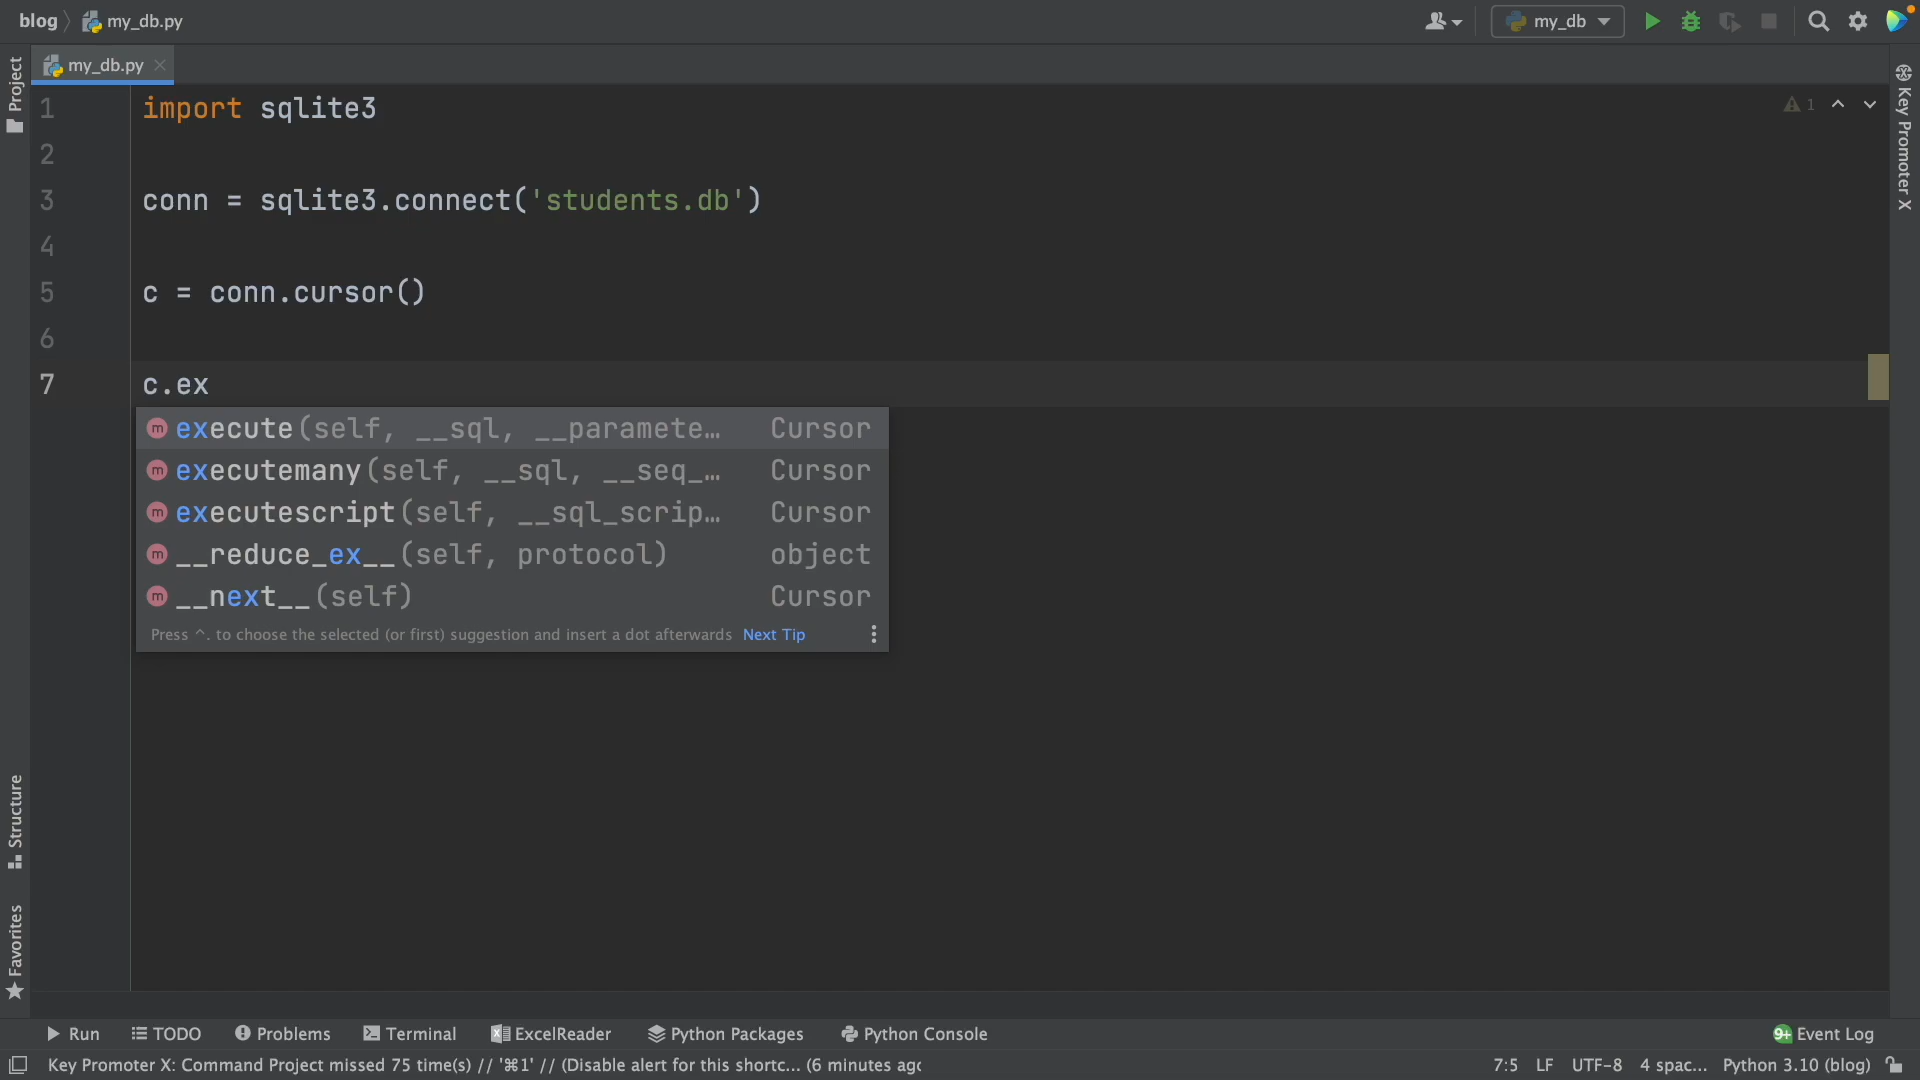 blog my_db.py
my_db
my_db.py
Project
Key Promoter X
1 import sqlite3
1
2
3 conn = sqlite3.connect('students.db')
4
5 c = conn.cursor()
6
7 c.ex
m execute(self, __sql, __paramete… Cursor
m executemany(self, __sql, __seq_… Cursor
m executescript(self, __sql_scrip… Cursor
m __reduce_ex__(self, protocol) object
m __next__(self) Cursor
Press ^. to choose the selected (or first) suggestion and insert a dot afterwards Next Tip
Structure
Favorites
Run TODO Problems Terminal ExcelReader Python Packages Python Console 9+ Event Log
Key Promoter X: Command Project missed 75 time(s) // '⌘1' // (Disable alert for this shortc... (6 minutes agc 7:5 LF UTF-8 4 spac... Python 3.10 (blog)